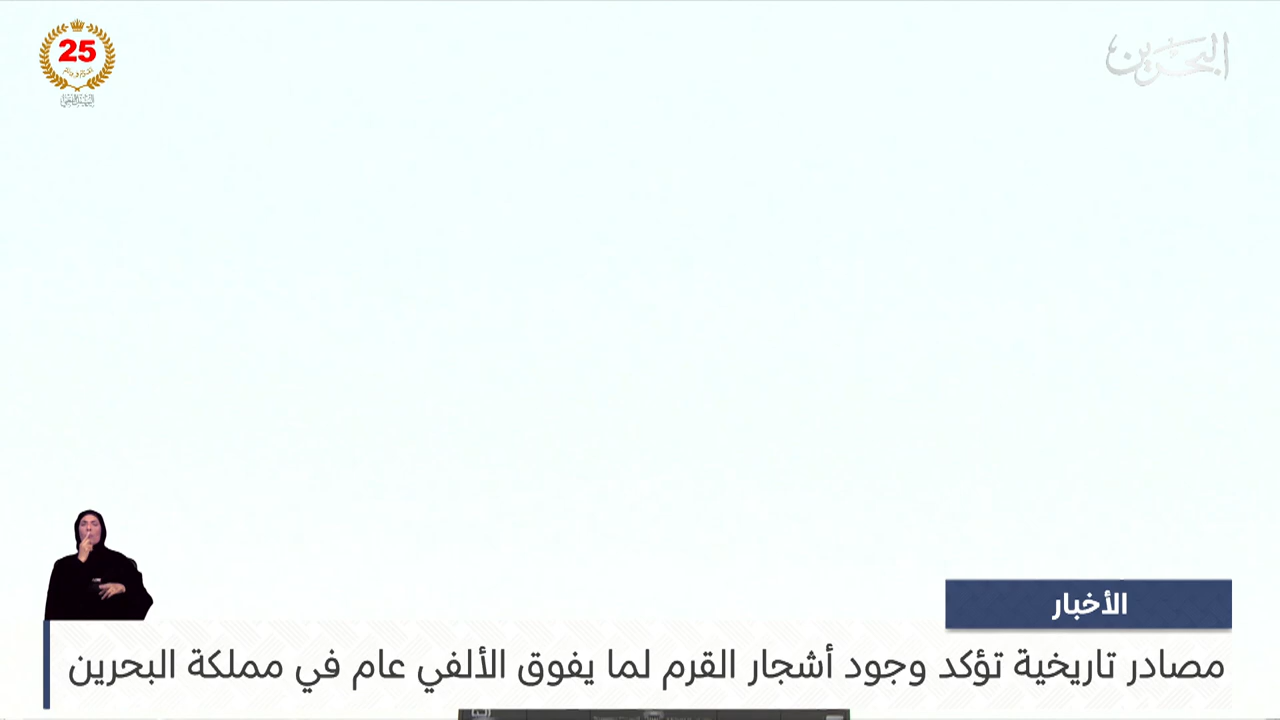 25
البحرين
الأخبار
مصادر تاريخية تؤكد وجود أشجار القرم لما يفوق الألفي عام في مملكة البحرين